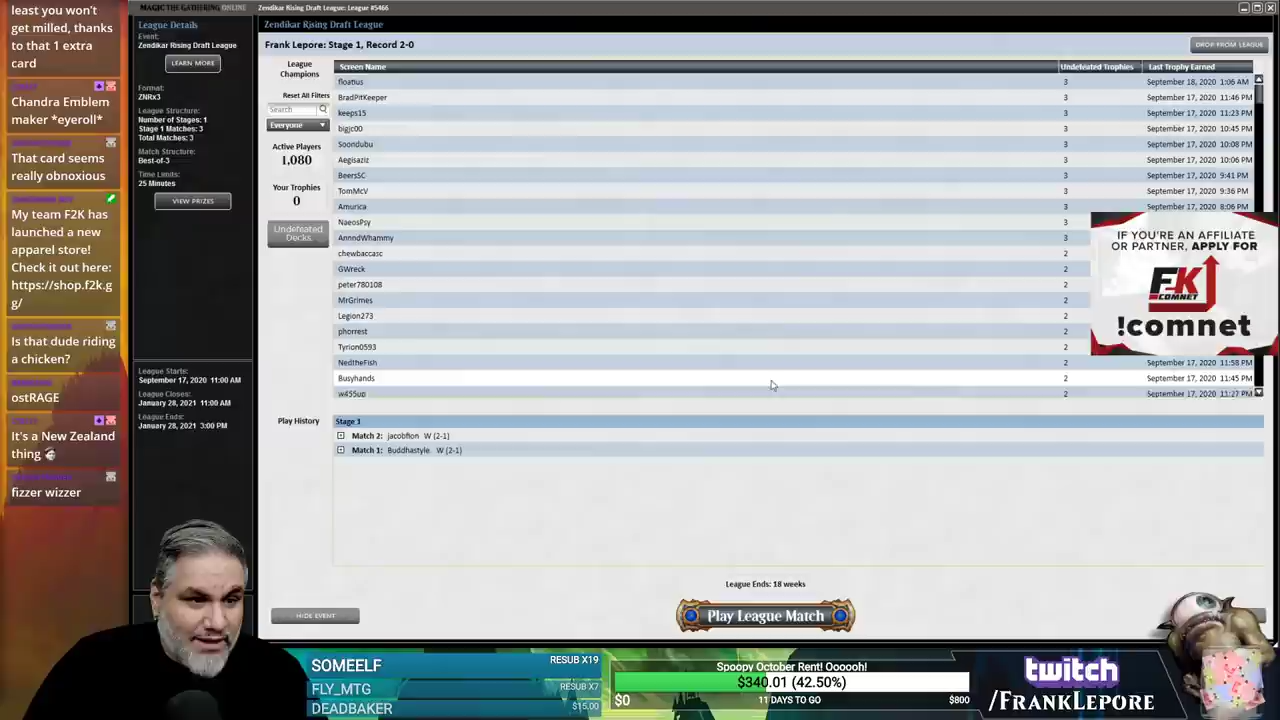 least you won't
get milled, thanks
to that 1 extra
card
Chandra Emblem
maker *eyeroll*
That card seems
really obnoxious
My team F2K has
launched a new
apparel store!
Check it out here:
https://shop.f2k.g
g/
Is that dude riding
a chicken?
ostRAGE
It's a New Zealand
thing
fizzer wizzer
MAGIC THE GATHERING ONLINE
Zendikar Rising Draft League: League #5466
League Details
Event:
Zendikar Rising Draft League
LEARN MORE
Format:
ZNRx3
League Structure:
Number of Stages: 1
Stage 1 Matches: 3
Total Matches: 3
Match Structure:
Best-of-3
Time Limits:
25 Minutes
VIEW PRIZES
League Starts:
September 17, 2020 11:00 AM
League Closes:
January 28, 2021 11:00 AM
League Ends:
January 28, 2021 3:00 PM
Zendikar Rising Draft League
Frank Lepore: Stage 1, Record 2-0
DROP FROM LEAGUE
League
Champions
Reset All Filters
Search
Everyone
Active Players
1,080
Your Trophies
0
Undefeated
Decks
Screen Name Undefeated Trophies Last Trophy Earned
floatius 3 September 18, 2020 1:06 AM
BradPitKeeper 3 September 17, 2020 11:46 PM
keeps15 3 September 17, 2020 11:23 PM
bigjc00 3 September 17, 2020 10:45 PM
Soondubu 3 September 17, 2020 10:08 PM
Aegisaziz 3 September 17, 2020 10:06 PM
BeersSC 3 September 17, 2020 9:41 PM
TomMcV 3 September 17, 2020 9:36 PM
Amurica 3 September 17, 2020 8:06 PM
NaeosPsy 3
AnnndWhammy 3
chewbaccasc 2
GWreck 2
peter780108 2
MrGrimes 2
Legion273 2
phorrest 2
Tyrion0593 2
NedtheFish 2 September 17, 2020 11:58 PM
Busyhands 2 September 17, 2020 11:45 PM
w455up 2 September 17, 2020 11:27 PM
IF YOU'RE AN AFFILIATE
OR PARTNER, APPLY FOR
F2K
.COMNET
!comnet
Play History
Stage 1
Match 2: jacobfion W (2-1)
Match 1: Buddhastyle W (2-1)
League Ends: 18 weeks
HIDE EVENT
Play League Match
SOMEELF RESUB X19
FLY_MTG RESUB X7
DEADBAKER $15.00
Spoopy October Rent! Oooooh!
$340.01 (42.50%)
$0 11 DAYS TO GO $800
twitch
/FRANKLEPORE